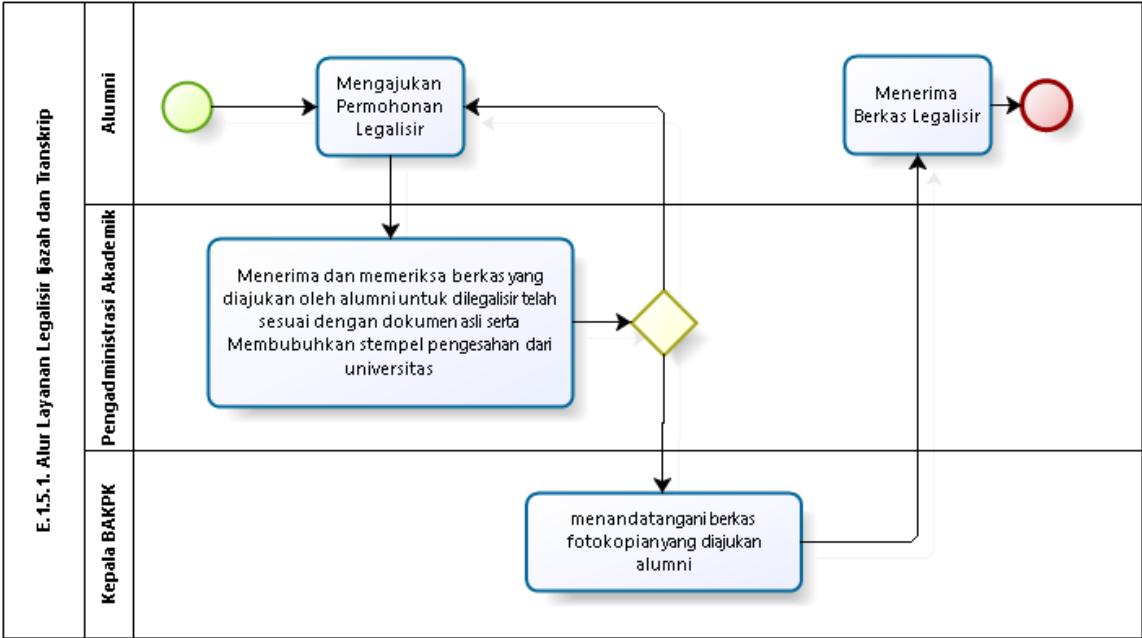 E.1.5.1. Alur Layanan Legalisir Ijazah dan Transkrip
Alumni
Mengajukan
Permohonan
Legalisir
Menerima
Berkas Legalisir
Pengadministrasi Akademik
Menerima dan memeriksa berkas yang
diajukan oleh alumni untuk dilegalisir telah
sesuai dengan dokumen asli serta
Membubuhkan stempel pengesahan dari
universitas
Kepala BAKPK
menandatangani berkas
fotokopian yang diajukan
alumni